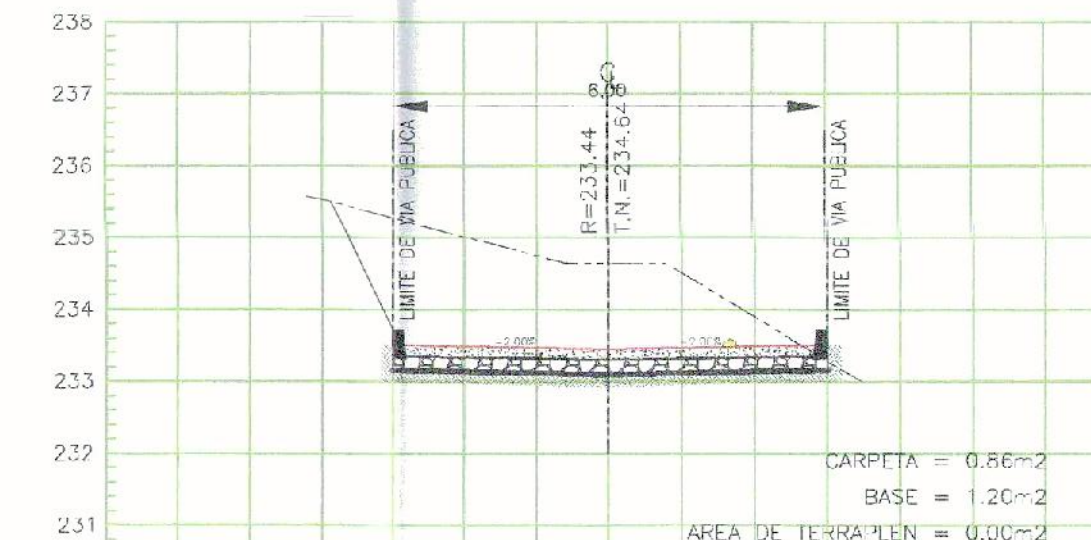 238
237
236
235
234
233
232
231
6.00
R=233.44
T.N.=234.64
LIMITE DE VIA PUBLICA
LIMITE DE VIA PUBLICA
-2.00%
-2.00%
CARPETA = 0.86m2
BASE = 1.20m2
AREA DE TERRAPLEN = 0.00m2